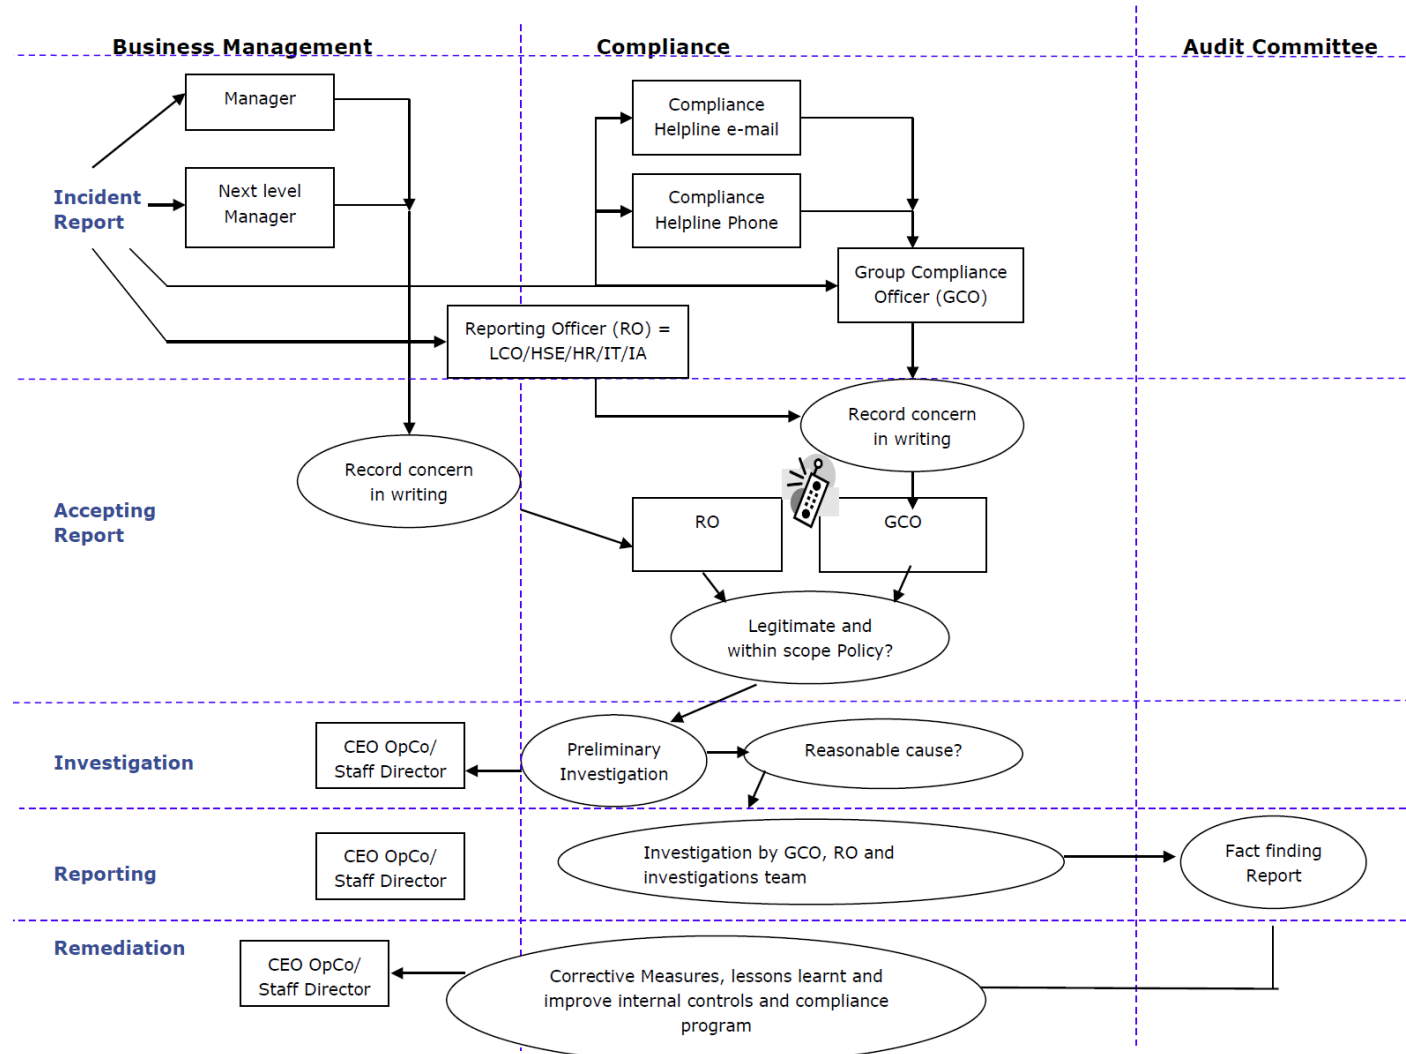 Business Management
Compliance
Audit Committee
Manager
Compliance
Helpline e-mail
Incident
Report
Next level
Manager
Compliance
Helpline Phone
Group Compliance
Officer (GCO)
Reporting Officer (RO) =
LCO/HSE/HR/IT/IA
Record concern
in writing
Record concern
in writing
Accepting
Report
RO
GCO
Legitimate and
within scope Policy?
Investigation
CEO OpCo/
Staff Director
Preliminary
Investigation
Reasonable cause?
Reporting
CEO OpCo/
Staff Director
Investigation by GCO, RO and
investigations team
Fact finding
Report
Remediation
CEO OpCo/
Staff Director
Corrective Measures, lessons learnt and
improve internal controls and compliance
program